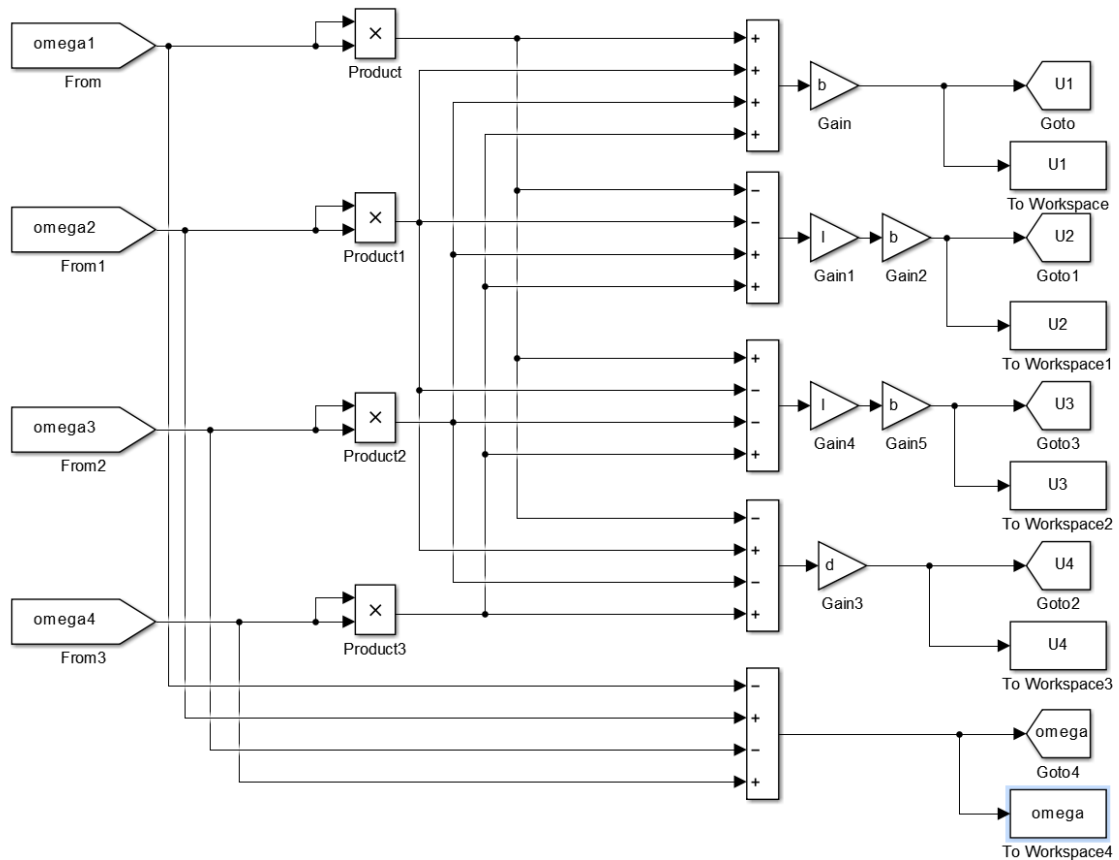 omega1
From
×
Product
+
+
+
+
b
Gain
U1
Goto
U1
To Workspace
omega2
From1
×
Product1
−
−
+
+
l
Gain1
b
Gain2
U2
Goto1
U2
To Workspace1
omega3
From2
×
Product2
+
−
−
+
l
Gain4
b
Gain5
U3
Goto3
U3
To Workspace2
omega4
From3
×
Product3
−
+
−
+
d
Gain3
U4
Goto2
U4
To Workspace3
−
+
−
+
omega
Goto4
omega
To Workspace4